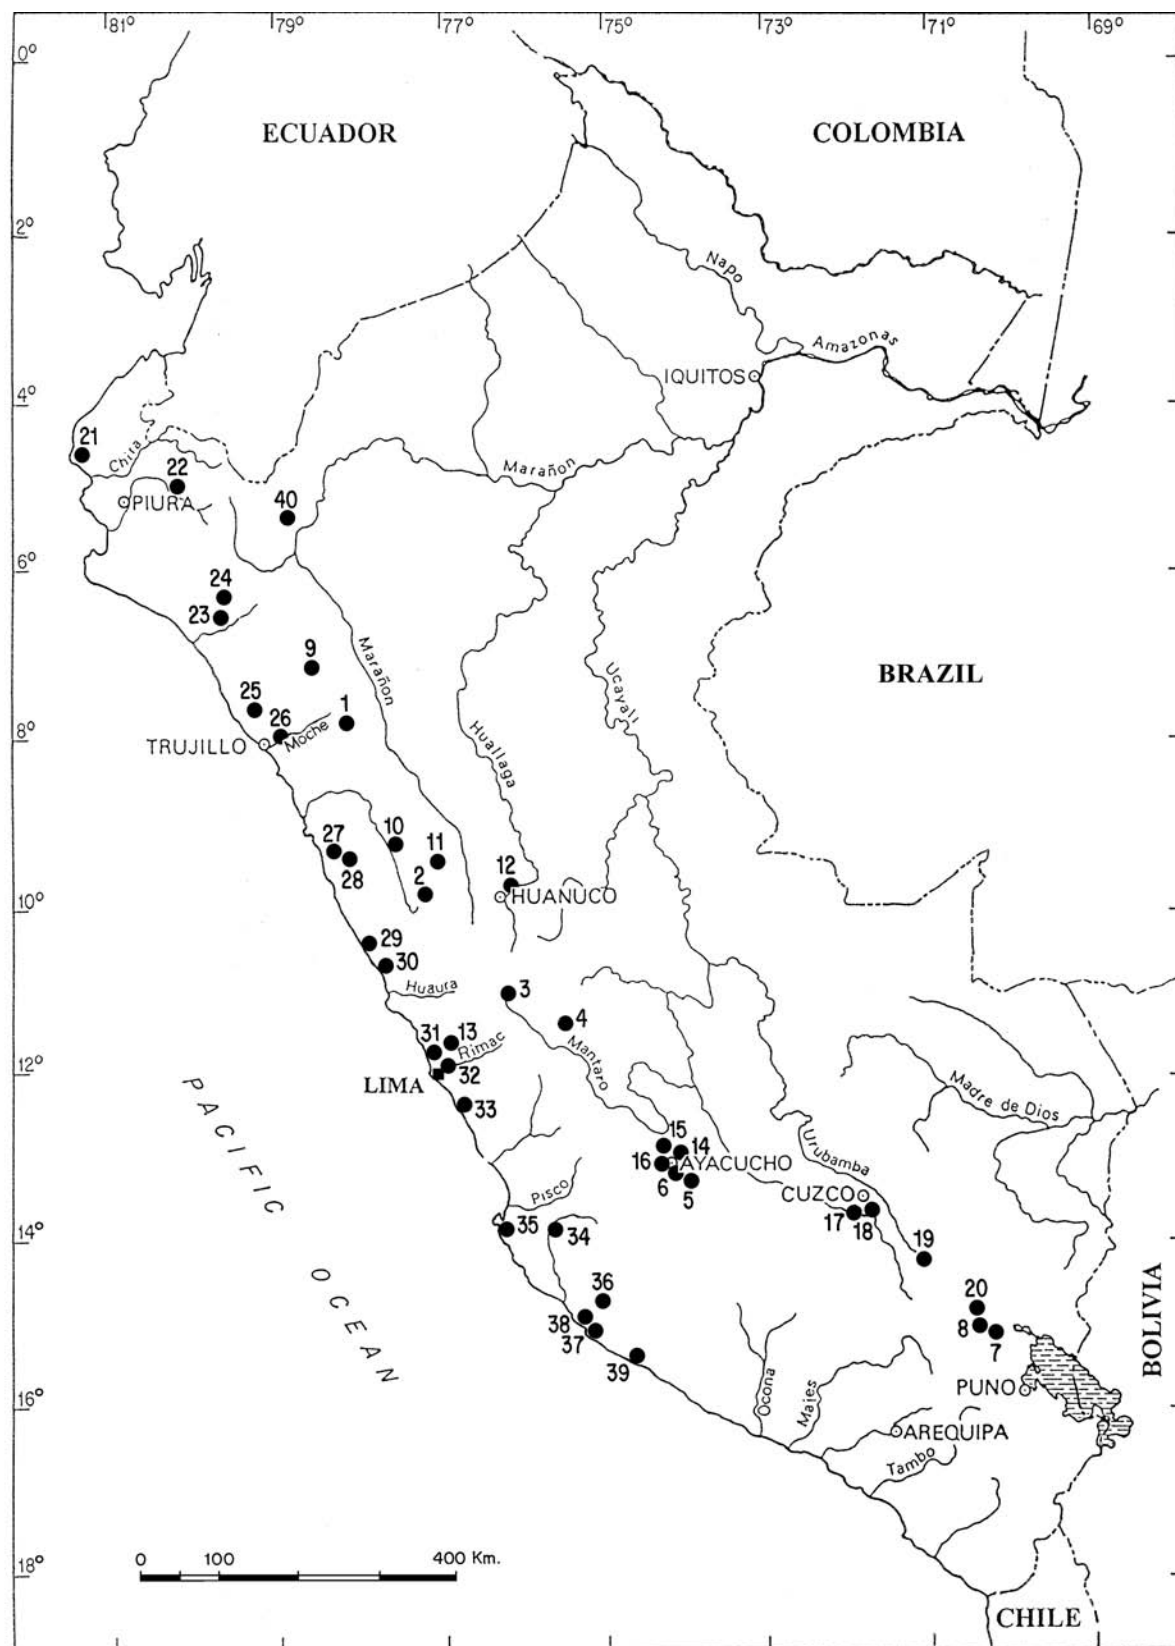 81° 79° 77° 75° 73° 71° 69°
0°
ECUADOR COLOMBIA
2°
Napo
Amazonas
IQUITOS
4°
21
Chira
22
Marañon
PIURA
40
6°
24
23
9
Marañon
Ucayali
BRAZIL
25
26
1
Moche
Huallaga
TRUJILLO
8°
27
28
10
11
2
12
HUANUCO
10°
29
30
Huaura
3
4
31
13
Rimac
Mantaro
12°
32
LIMA
33
Madre de Dios
15
14
16
AYACUCHO
6
5
Urubamba
CUZCO
17
18
Pisco
35
34
14°
19
PACIFIC OCEAN
36
38
37
39
20
8
7
BOLIVIA
Ocona
Majes
PUNO
16°
AREQUIPA
Tambo
0 100 400 Km.
18°
CHILE